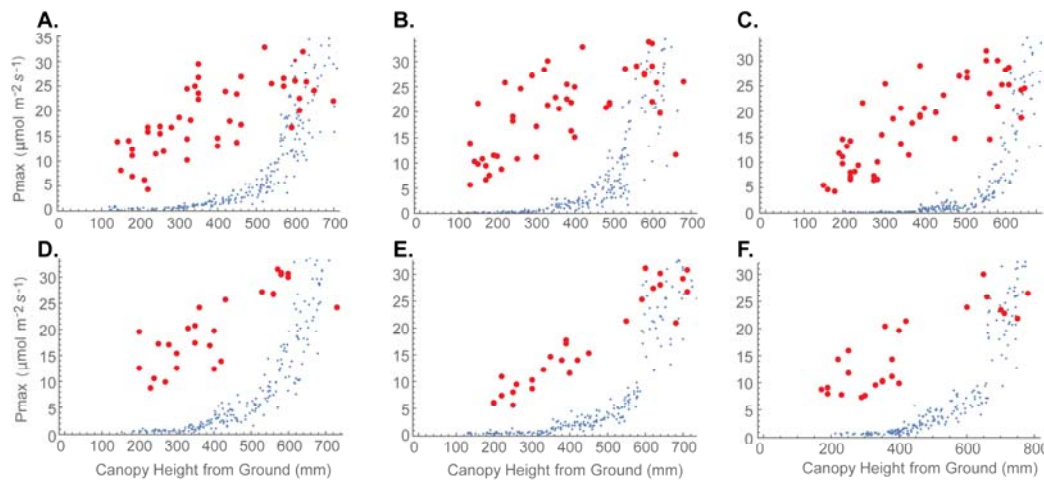 A. B. C.
Pmax (µmol m⁻² s⁻¹)
35 30 25 20 15 10 5 0
0 100 200 300 400 500 600 700
30 25 20 15 10 5 0
0 100 200 300 400 500 600 700
35 30 25 20 15 10 5 0
0 100 200 300 400 500 600
D. E. F.
Pmax (µmol m⁻² s⁻¹)
30 25 20 15 10 5 0
0 100 200 300 400 500 600 700
30 25 20 15 10 5 0
0 100 200 300 400 500 600 700
30 25 20 15 10 5 0
0 200 400 600 800
Canopy Height from Ground (mm) Canopy Height from Ground (mm) Canopy Height from Ground (mm)